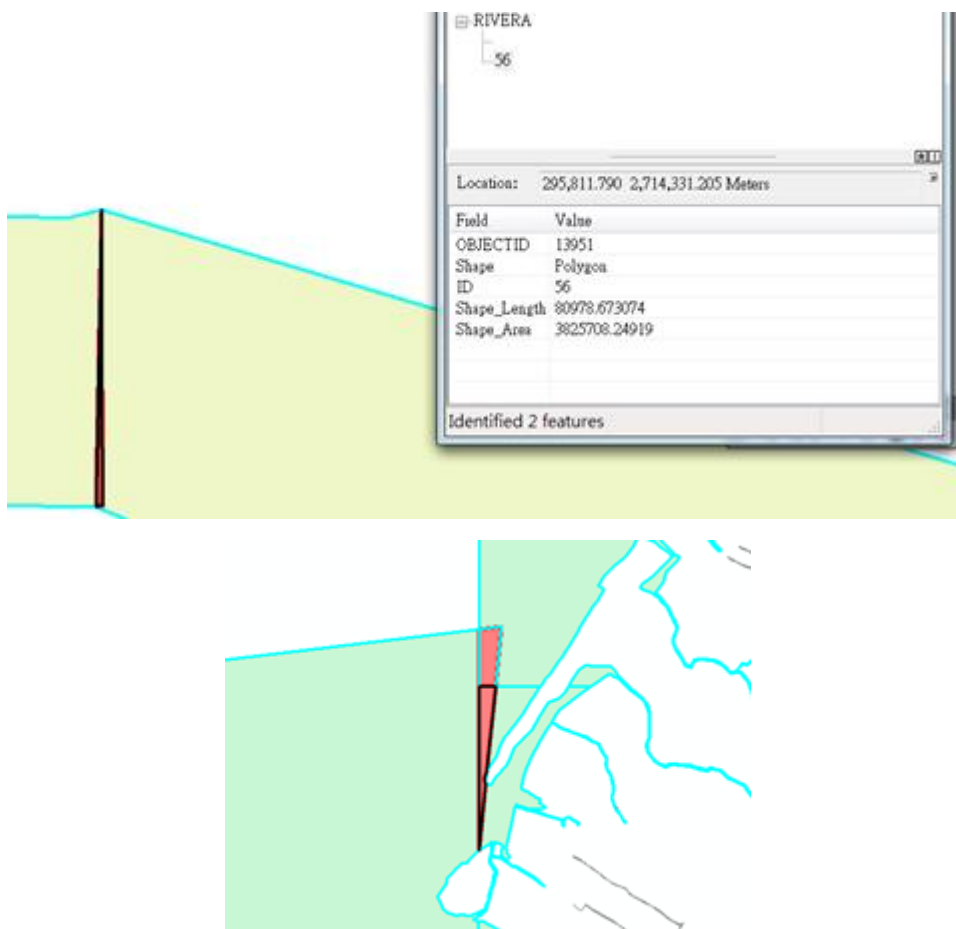 RIVERA
56
Location: 295,811.790 2,714,331.205 Meters
Field Value
OBJECTID 13951
Shape Polygon
ID 56
Shape_Length 80978.673074
Shape_Area 3825708.24919
Identified 2 features